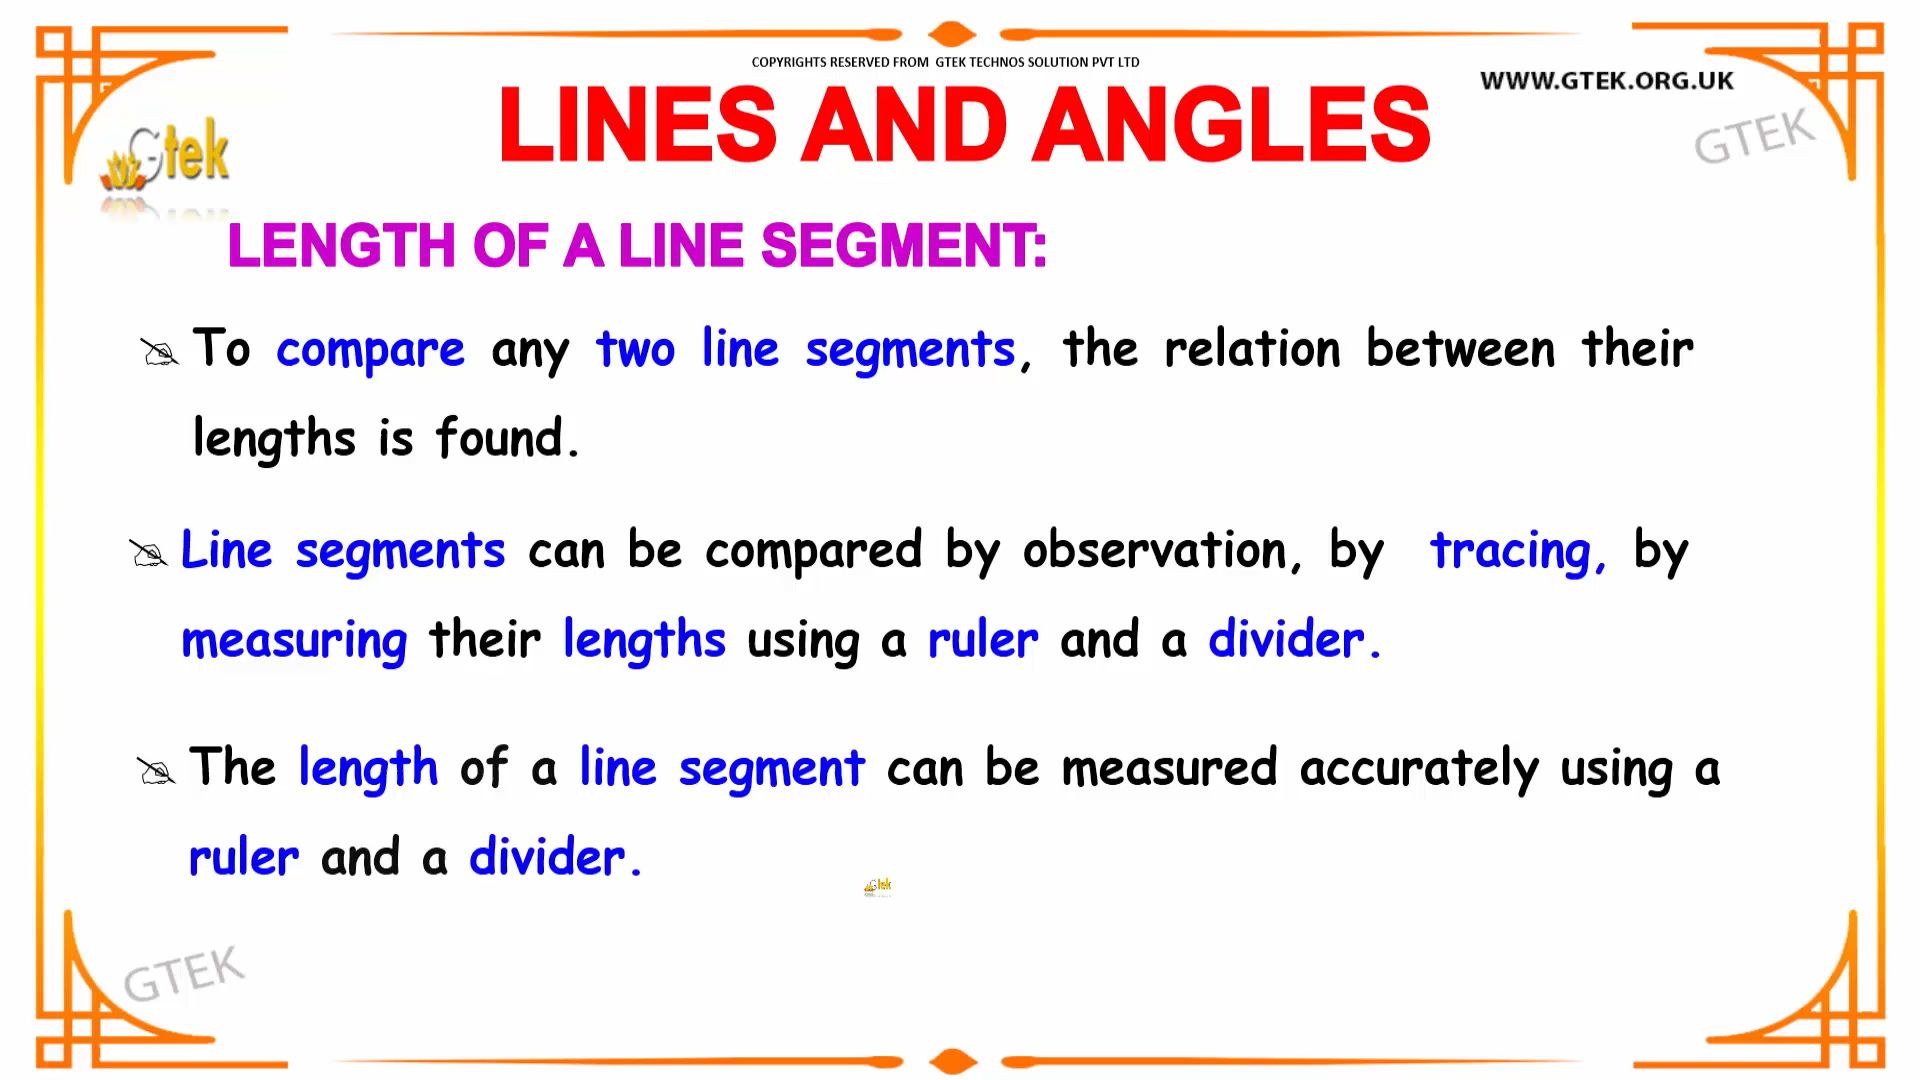 COPYRIGHTS RESERVED FROM GTEK TECHNOS SOLUTION PVT LTD
WWW.GTEK.ORG.UK
LINES AND ANGLES
GTEK
Gtek
LENGTH OF A LINE SEGMENT:
To compare any two line segments, the relation between their
lengths is found.
Line segments can be compared by observation, by tracing, by
measuring their lengths using a ruler and a divider.
The length of a line segment can be measured accurately using a
ruler and a divider.
Gtek
GTEK